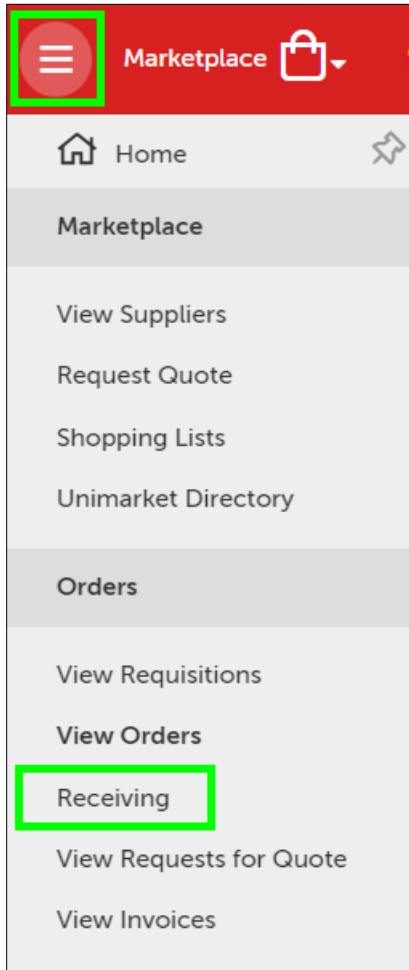 Marketplace
Home
Marketplace
View Suppliers
Request Quote
Shopping Lists
Unimarket Directory
Orders
View Requisitions
View Orders
Receiving
View Requests for Quote
View Invoices